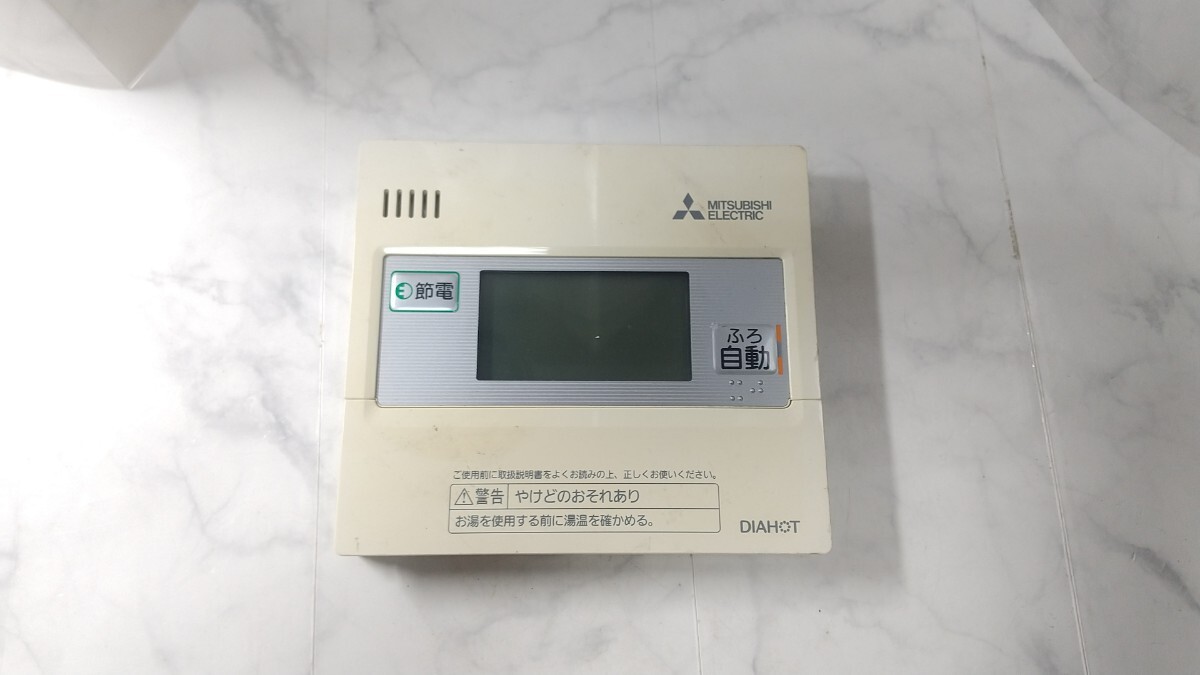 MITSUBISHI
ELECTRIC
節電
ふろ
自動
ご使用前に取扱説明書をよくお読みの上、正しくお使いください。
⚠警告 やけどのおそれあり
お湯を使用する前に湯温を確かめる。
DIAHOT